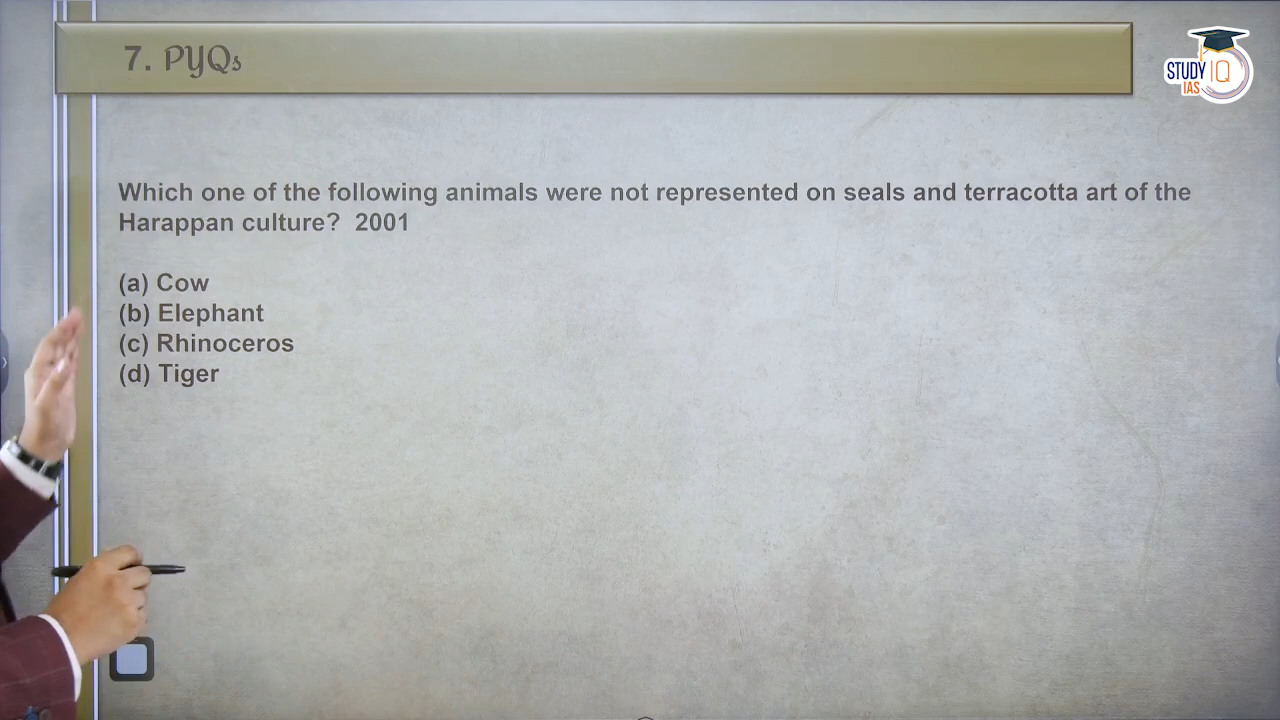 7. PYQs
STUDY IQ
IAS
Which one of the following animals were not represented on seals and terracotta art of the
Harappan culture? 2001
(a) Cow
(b) Elephant
(c) Rhinoceros
(d) Tiger